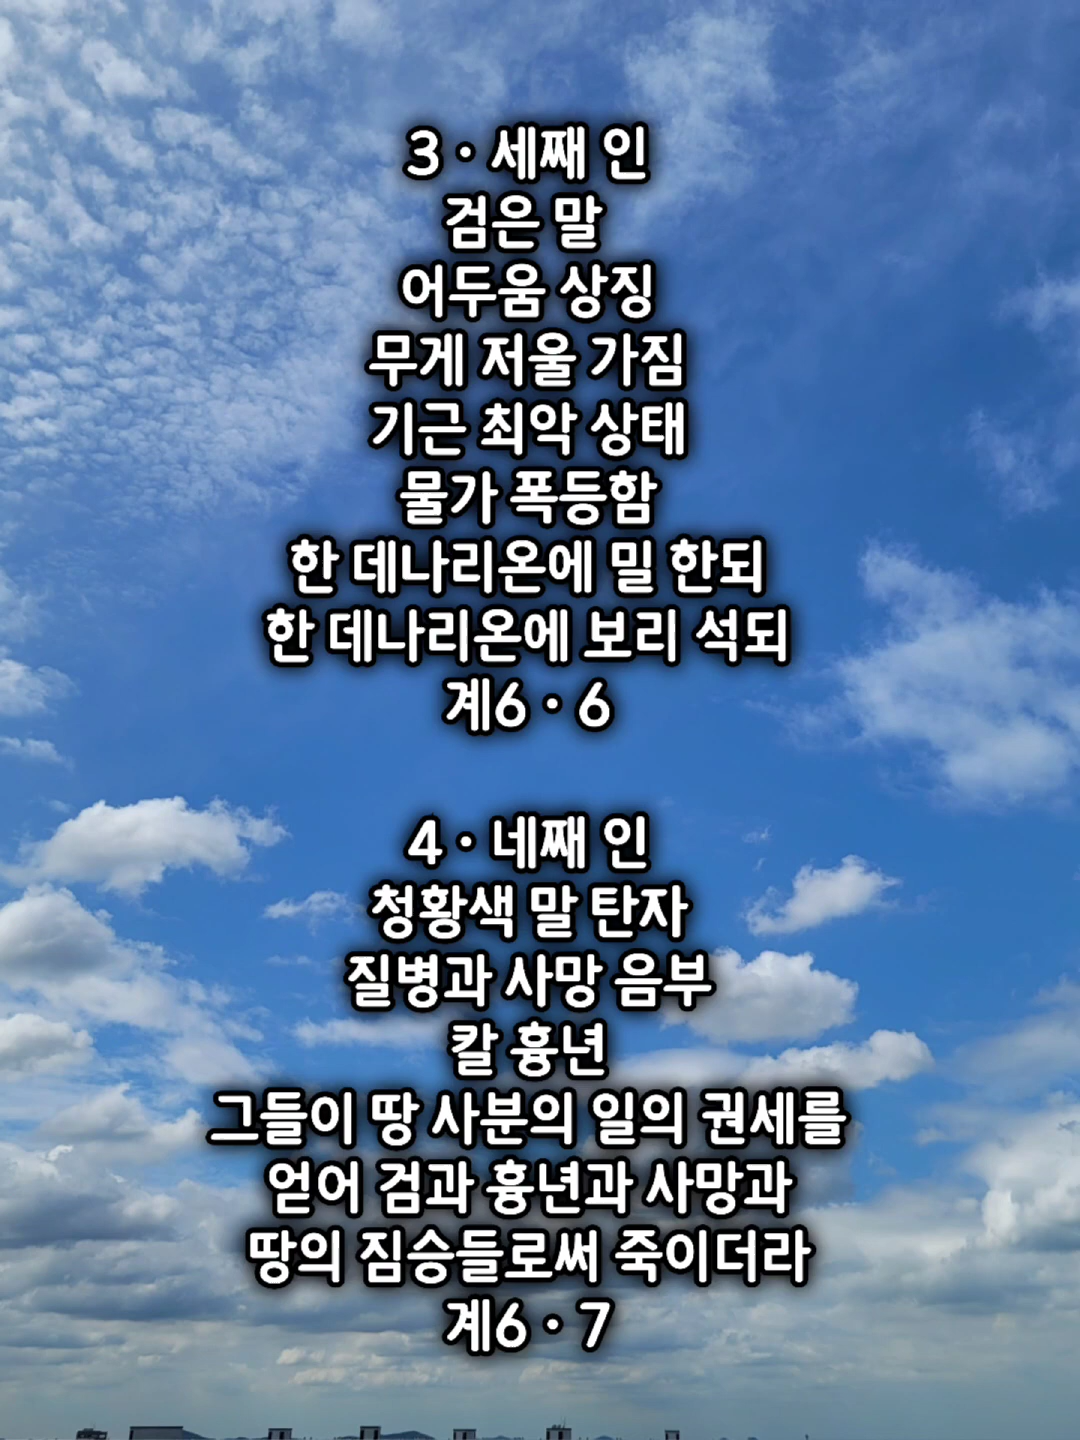 3 · 세째 인
검은 말
어두움 상징
무게 저울 가짐
기근 최악 상태
물가 폭등함
한 데나리온에 밀 한되
한 데나리온에 보리 석되
계6 · 6
4 · 네째 인
청황색 말 탄자
질병과 사망 음부
칼 흉년
그들이 땅 사분의 일의 권세를
얻어 검과 흉년과 사망과
땅의 짐승들로써 죽이더라
계6 · 7